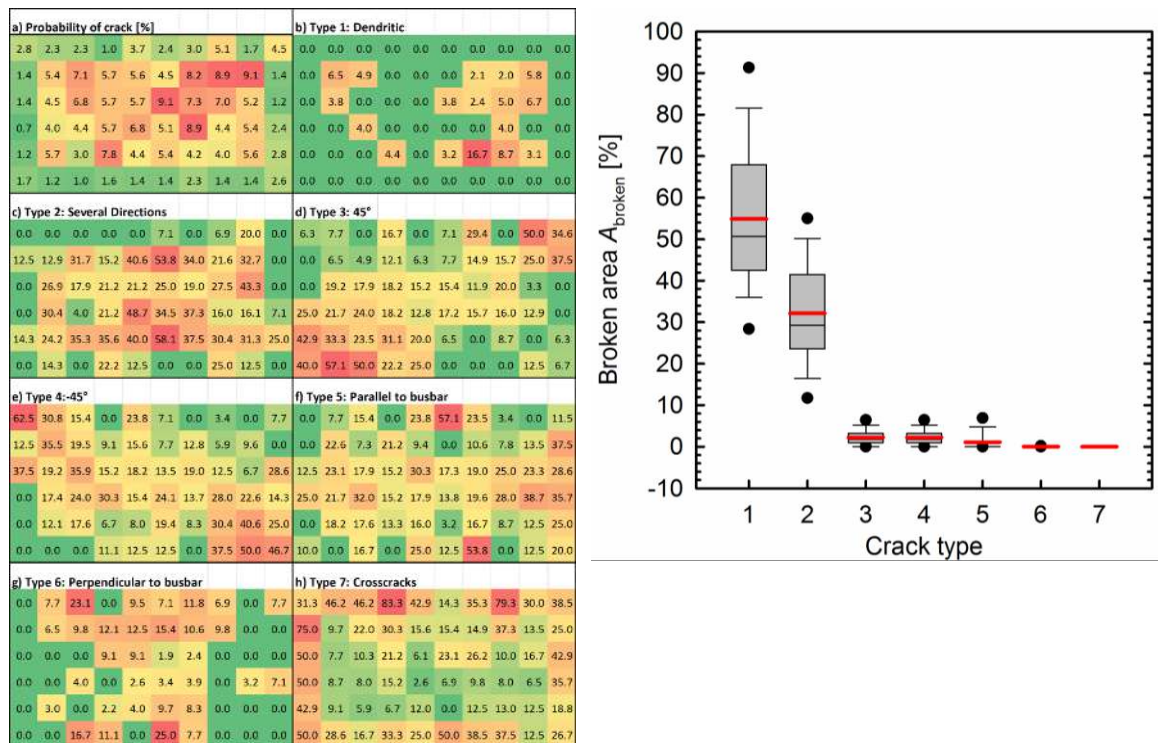 a) Probability of crack [%]
2.8 2.3 2.3 1.0 3.7 2.4 3.0 5.1 1.7 4.5
1.4 5.4 7.1 5.7 5.6 4.5 8.2 8.9 9.1 1.4
1.4 4.5 6.8 5.7 5.7 9.1 7.3 7.0 5.2 1.2
0.7 4.0 4.4 5.7 6.8 5.1 8.9 4.4 5.4 2.4
1.2 5.7 3.0 7.8 4.4 5.4 4.2 4.0 5.6 2.8
1.7 1.2 1.0 1.6 1.4 1.4 2.3 1.4 1.4 2.6
b) Type 1: Dendritic
0.0 0.0 0.0 0.0 0.0 0.0 0.0 0.0 0.0 0.0
0.0 6.5 4.9 0.0 0.0 0.0 2.1 2.0 5.8 0.0
0.0 3.8 0.0 0.0 0.0 3.8 2.4 5.0 6.7 0.0
0.0 0.0 4.0 0.0 0.0 0.0 0.0 4.0 0.0 0.0
0.0 0.0 0.0 4.4 0.0 3.2 16.7 8.7 3.1 0.0
0.0 0.0 0.0 0.0 0.0 0.0 0.0 0.0 0.0 0.0
c) Type 2: Several Directions
0.0 0.0 0.0 0.0 0.0 7.1 0.0 6.9 20.0 0.0
12.5 12.9 31.7 15.2 40.6 53.8 34.0 21.6 32.7 0.0
0.0 26.9 17.9 21.2 21.2 25.0 19.0 27.5 43.3 0.0
0.0 30.4 4.0 21.2 48.7 34.5 37.3 16.0 16.1 7.1
14.3 24.2 35.3 35.6 40.0 58.1 37.5 30.4 31.3 25.0
0.0 14.3 0.0 22.2 12.5 0.0 0.0 25.0 12.5 0.0
d) Type 3: 45°
6.3 7.7 0.0 16.7 0.0 7.1 29.4 0.0 50.0 34.6
0.0 6.5 4.9 12.1 6.3 7.7 14.9 15.7 25.0 37.5
0.0 19.2 17.9 18.2 15.2 15.4 11.9 20.0 3.3 0.0
25.0 21.7 24.0 18.2 12.8 17.2 15.7 16.0 12.9 0.0
42.9 33.3 23.5 31.1 20.0 6.5 0.0 8.7 0.0 6.3
40.0 57.1 50.0 22.2 25.0 0.0 0.0 0.0 12.5 6.7
e) Type 4:-45°
62.5 30.8 15.4 0.0 23.8 7.1 0.0 3.4 0.0 7.7
12.5 35.5 19.5 9.1 15.6 7.7 12.8 5.9 9.6 0.0
37.5 19.2 35.9 15.2 18.2 13.5 19.0 12.5 6.7 28.6
0.0 17.4 24.0 30.3 15.4 24.1 13.7 28.0 22.6 14.3
0.0 12.1 17.6 6.7 8.0 19.4 8.3 30.4 40.6 25.0
0.0 0.0 0.0 11.1 12.5 12.5 0.0 37.5 50.0 46.7
f) Type 5: Parallel to busbar
0.0 7.7 15.4 0.0 23.8 57.1 23.5 3.4 0.0 11.5
0.0 22.6 7.3 21.2 9.4 0.0 10.6 7.8 13.5 37.5
12.5 23.1 17.9 15.2 30.3 17.3 19.0 25.0 23.3 28.6
25.0 21.7 32.0 15.2 17.9 13.8 19.6 28.0 38.7 35.7
0.0 18.2 17.6 13.3 16.0 3.2 16.7 8.7 12.5 25.0
10.0 0.0 16.7 0.0 25.0 12.5 53.8 0.0 12.5 20.0
g) Type 6: Perpendicular to busbar
0.0 7.7 23.1 0.0 9.5 7.1 11.8 6.9 0.0 7.7
0.0 6.5 9.8 12.1 12.5 15.4 10.6 9.8 0.0 0.0
0.0 0.0 0.0 9.1 9.1 1.9 2.4 0.0 0.0 0.0
0.0 0.0 4.0 0.0 2.6 3.4 3.9 0.0 3.2 7.1
0.0 3.0 0.0 2.2 4.0 9.7 8.3 0.0 0.0 0.0
0.0 0.0 16.7 11.1 0.0 25.0 7.7 0.0 0.0 0.0
h) Type 7: Crosscracks
31.3 46.2 46.2 83.3 42.9 14.3 35.3 79.3 30.0 38.5
75.0 9.7 22.0 30.3 15.6 15.4 14.9 37.3 13.5 25.0
50.0 7.7 10.3 21.2 6.1 23.1 26.2 10.0 16.7 42.9
50.0 8.7 8.0 15.2 2.6 6.9 9.8 8.0 6.5 35.7
42.9 9.1 5.9 6.7 12.0 0.0 12.5 13.0 12.5 18.8
50.0 28.6 16.7 33.3 25.0 50.0 38.5 37.5 12.5 26.7
Broken area A broken [%]
100
90
80
70
60
50
40
30
20
10
0
-10
1 2 3 4 5 6 7
Crack type